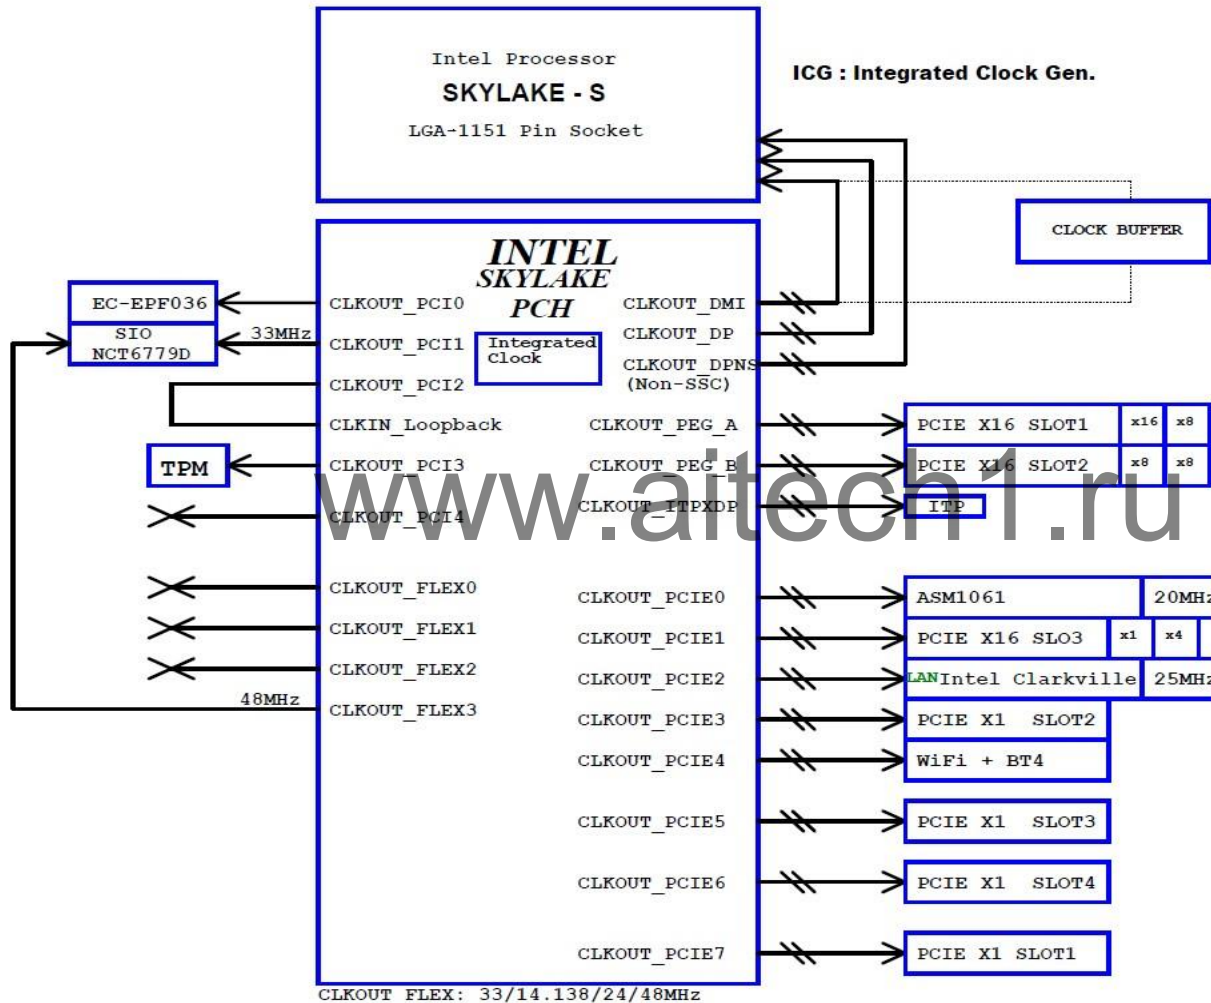 Intel Processor
SKYLAKE - S
LGA-1151 Pin Socket
ICG : Integrated Clock Gen.
CLOCK BUFFER
INTEL
SKYLAKE
PCH
Integrated
Clock
EC-EPF036
SIO
NCT6779D
33MHz
TPM
48MHz
CLKOUT_PCI0
CLKOUT_PCI1
CLKOUT_PCI2
CLKIN_Loopback
CLKOUT_PCI3
CLKOUT_PCI4
CLKOUT_FLEX0
CLKOUT_FLEX1
CLKOUT_FLEX2
CLKOUT_FLEX3
CLKOUT_DMI
CLKOUT_DP
CLKOUT_DPNS
(Non-SSC)
CLKOUT_PEG_A
CLKOUT_PEG_B
CLKOUT_ITPXDP
CLKOUT_PCIE0
CLKOUT_PCIE1
CLKOUT_PCIE2
CLKOUT_PCIE3
CLKOUT_PCIE4
CLKOUT_PCIE5
CLKOUT_PCIE6
CLKOUT_PCIE7
PCIE X16 SLOT1 x16 x8
PCIE X16 SLOT2 x8 x8
ITP
ASM1061 20MHz
PCIE X16 SLO3 x1 x4
LAN Intel Clarkville 25MHz
PCIE X1 SLOT2
WiFi + BT4
PCIE X1 SLOT3
PCIE X1 SLOT4
PCIE X1 SLOT1
CLKOUT FLEX: 33/14.138/24/48MHz
www.aitech1.ru